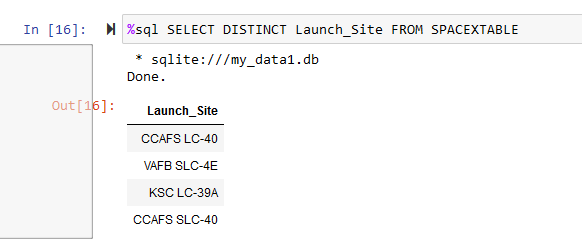 In [16]: %sql SELECT DISTINCT Launch_Site FROM SPACEXTABLE
* sqlite:///my_data1.db
Done.
Out[16]:
Launch_Site
CCAFS LC-40
VAFB SLC-4E
KSC LC-39A
CCAFS SLC-40